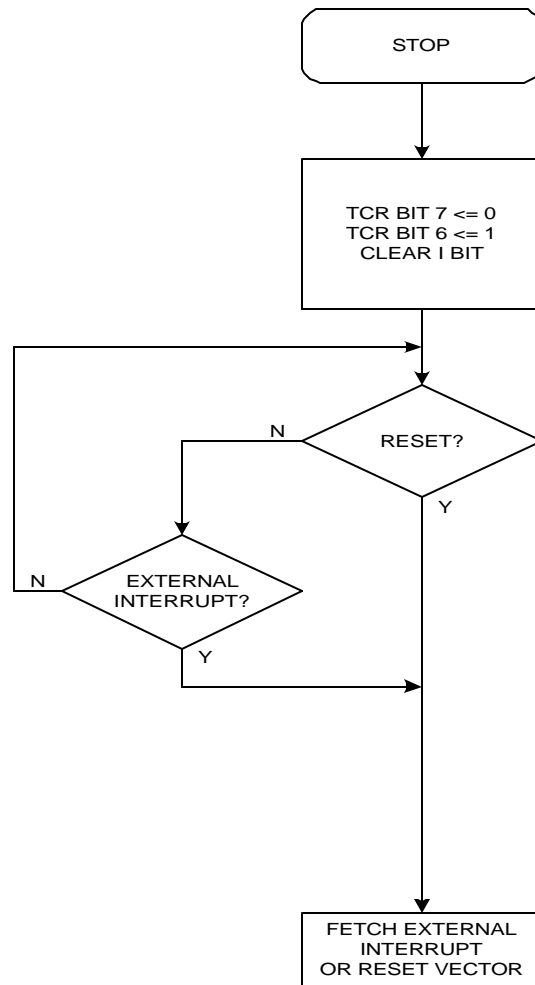 STOP
TCR BIT 7 <= 0
TCR BIT 6 <= 1
CLEAR I BIT
N
RESET?
Y
N
EXTERNAL
INTERRUPT?
Y
FETCH EXTERNAL
INTERRUPT
OR RESET VECTOR